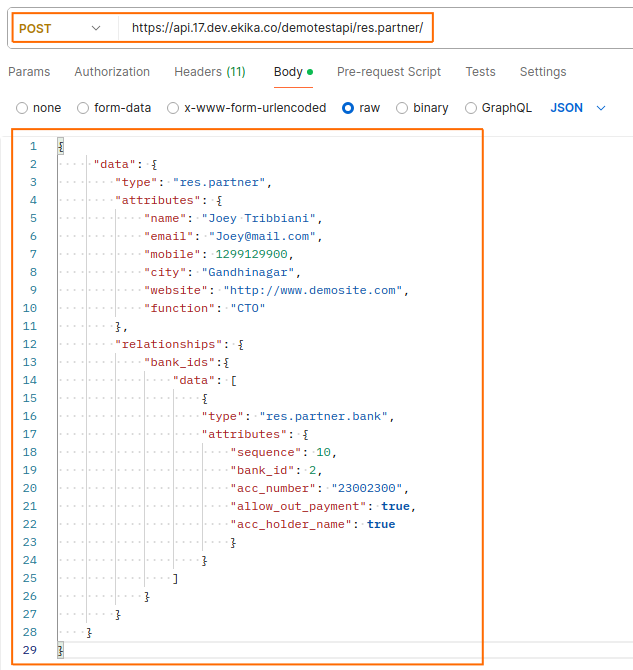 POST https://api.17.dev.ekika.co/demotestapi/res.partner/
Params Authorization Headers (11) Body Pre-request Script Tests Settings
none form-data x-www-form-urlencoded raw binary GraphQL JSON
1 {
2 "data": {
3 "type": "res.partner",
4 "attributes": {
5 "name": "Joey Tribbiani",
6 "email": "Joey@mail.com",
7 "mobile": 1299129900,
8 "city": "Gandhinagar",
9 "website": "http://www.demosite.com",
10 "function": "CTO"
11 },
12 "relationships": {
13 "bank_ids":{
14 "data": [
15 {
16 "type": "res.partner.bank",
17 "attributes": {
18 "sequence": 10,
19 "bank_id": 2,
20 "acc_number": "23002300",
21 "allow_out_payment": true,
22 "acc_holder_name": true
23 }
24 }
25 ]
26 }
27 }
28 }
29 }